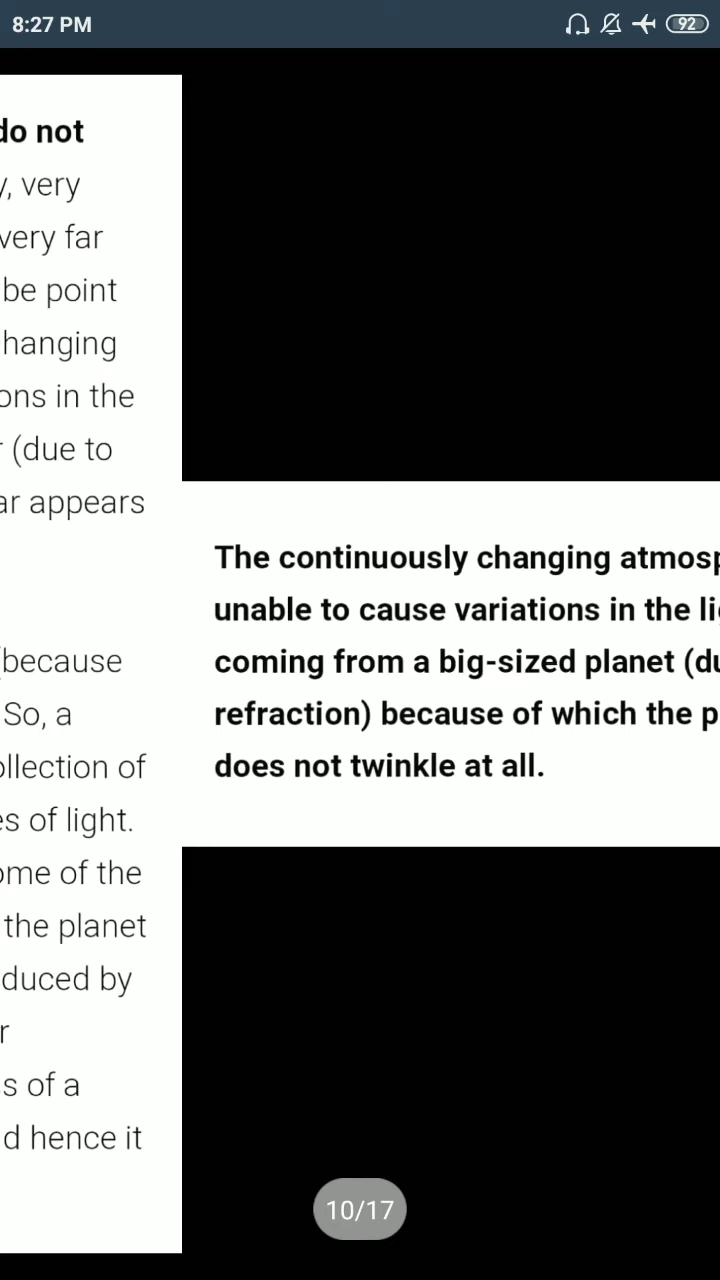 8:27 PM
92
do not
very
very far
be point
hanging
ons in the
(due to
ar appears
because
So, a
ollection of
es of light.
ome of the
the planet
duced by
r
s of a
d hence it
The continuously changing atmosp
unable to cause variations in the lig
coming from a big-sized planet (du
refraction) because of which the p
does not twinkle at all.
10/17